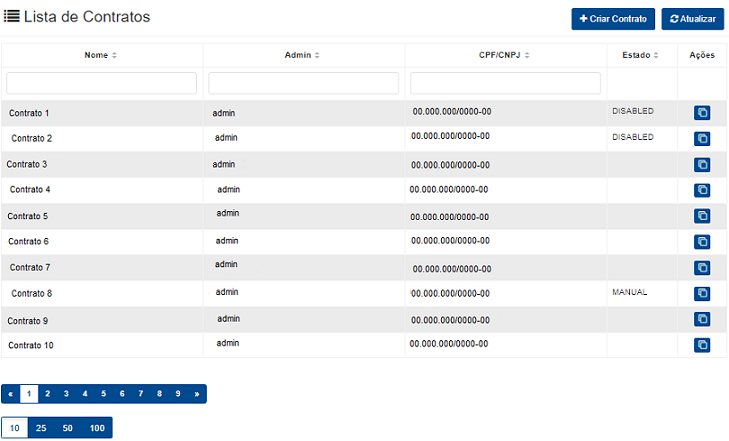 Lista de Contratos
Criar Contrato Atualizar
Nome Admin CPF/CNPJ Estado Ações
Contrato 1 admin 00.000.000/0000-00 DISABLED
Contrato 2 admin 00.000.000/0000-00 DISABLED
Contrato 3 admin 00.000.000/0000-00
Contrato 4 admin 00.000.000/0000-00
Contrato 5 admin 00.000.000/0000-00
Contrato 6 admin 00.000.000/0000-00
Contrato 7 admin 00.000.000/0000-00
Contrato 8 admin 00.000.000/0000-00 MANUAL
Contrato 9 admin 00.000.000/0000-00
Contrato 10 admin 00.000.000/0000-00
« 1 2 3 4 5 6 7 8 9 »
10 25 50 100